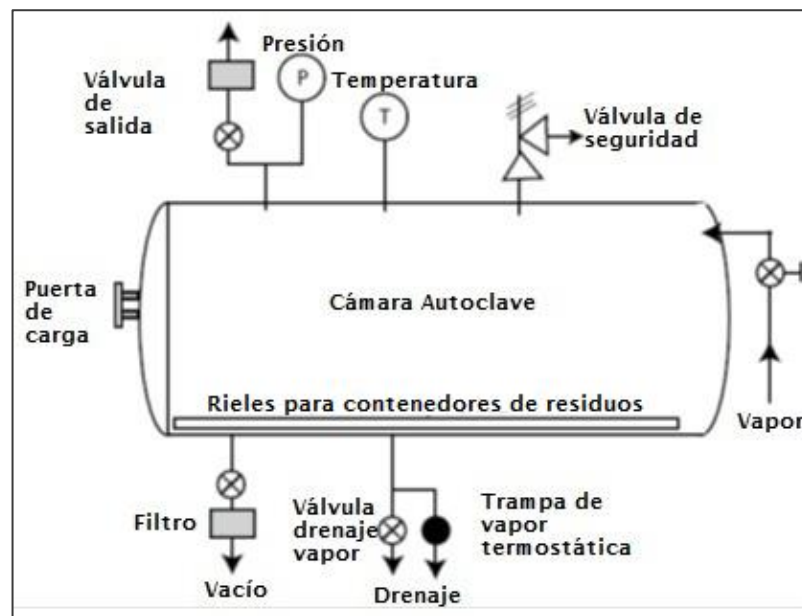 Presión
Válvula
de
salida
P
Temperatura
T
Válvula de
seguridad
Puerta
de
carga
Cámara Autoclave
Rieles para contenedores de residuos
Vapor
Filtro
Vacío
Válvula
drenaje
vapor
Trampa de
vapor
termostática
Drenaje